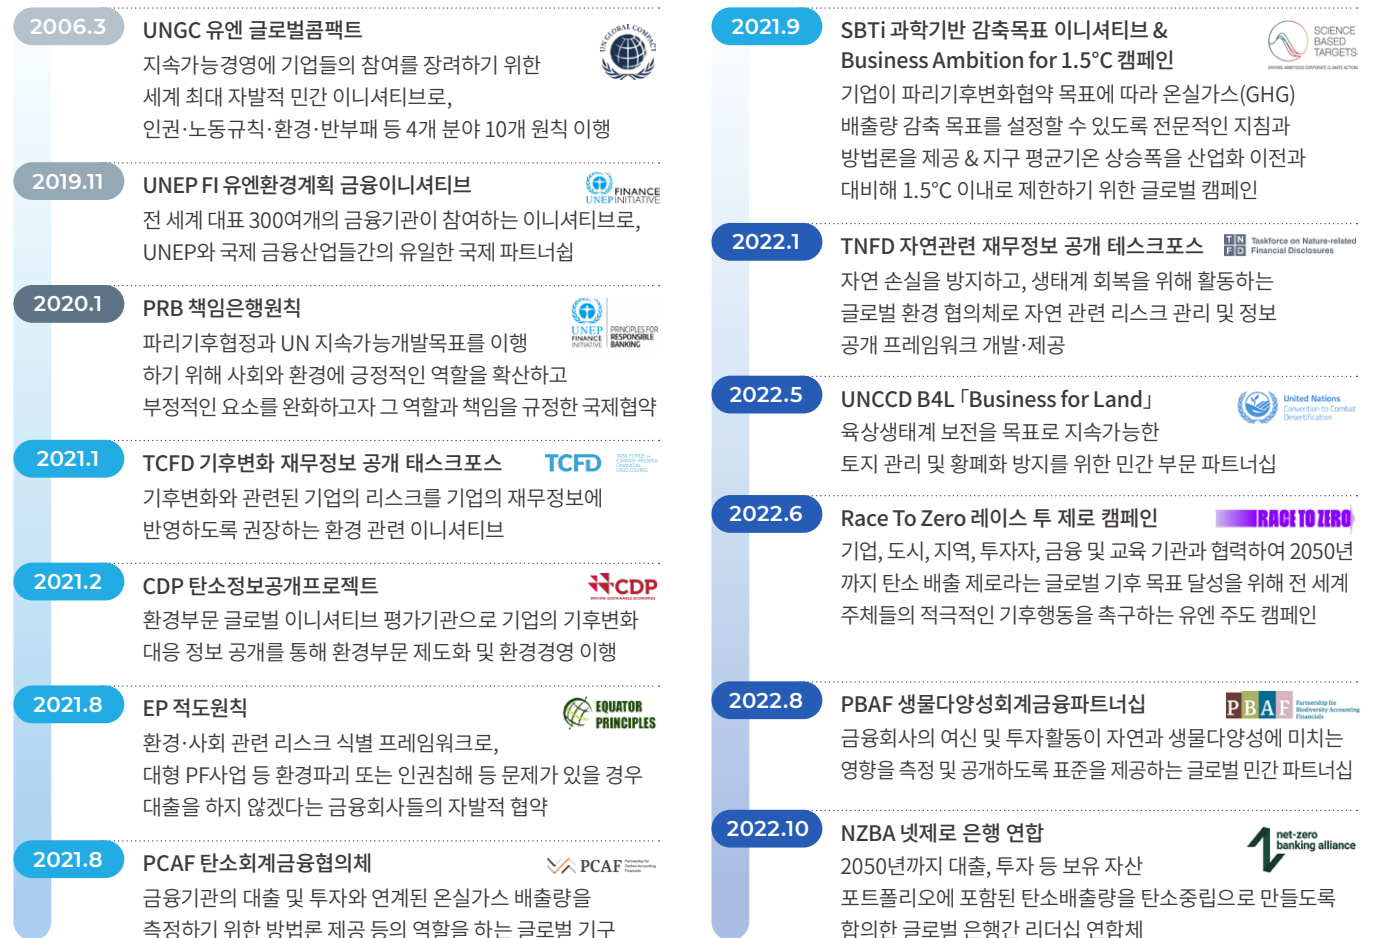 2006.3
UNGC 유엔 글로벌콤팩트
UN GLOBAL COMPACT
지속가능경영에 기업들의 참여를 장려하기 위한
세계 최대 자발적 민간 이니셔티브로,
인권·노동규칙·환경·반부패 등 4개 분야 10개 원칙 이행
2019.11
UNEP FI 유엔환경계획 금융이니셔티브
UNEP FINANCE INITIATIVE
전 세계 대표 300여개의 금융기관이 참여하는 이니셔티브로,
UNEP와 국제 금융산업들간의 유일한 국제 파트너쉽
2020.1
PRB 책임은행원칙
UNEP
FINANCE
INITIATIVE
PRINCIPLES FOR
RESPONSIBLE
BANKING
파리기후협정과 UN 지속가능개발목표를 이행
하기 위해 사회와 환경에 긍정적인 역할을 확산하고
부정적인 요소를 완화하고자 그 역할과 책임을 규정한 국제협약
2021.1
TCFD 기후변화 재무정보 공개 태스크포스
TCFD
TASK FORCE on
CLIMATE-RELATED
FINANCIAL
DISCLOSURES
기후변화와 관련된 기업의 리스크를 기업의 재무정보에
반영하도록 권장하는 환경 관련 이니셔티브
2021.2
CDP 탄소정보공개프로젝트
CDP
DRIVING SUSTAINABLE ECONOMIES
환경부문 글로벌 이니셔티브 평가기관으로 기업의 기후변화
대응 정보 공개를 통해 환경부문 제도화 및 환경경영 이행
2021.8
EP 적도원칙
EQUATOR
PRINCIPLES
환경·사회 관련 리스크 식별 프레임워크로,
대형 PF사업 등 환경파괴 또는 인권침해 등 문제가 있을 경우
대출을 하지 않겠다는 금융회사들의 자발적 협약
2021.8
PCAF 탄소회계금융협의체
PCAF
Partnership for
Carbon Accounting
Financials
금융기관의 대출 및 투자와 연계된 온실가스 배출량을
측정하기 위한 방법론 제공 등의 역할을 하는 글로벌 기구
2021.9
SBTi 과학기반 감축목표 이니셔티브 &
Business Ambition for 1.5℃ 캠페인
SCIENCE
BASED
TARGETS
DRIVING AMBITIOUS CORPORATE CLIMATE ACTION
기업이 파리기후변화협약 목표에 따라 온실가스(GHG)
배출량 감축 목표를 설정할 수 있도록 전문적인 지침과
방법론을 제공 & 지구 평균기온 상승폭을 산업화 이전과
대비해 1.5℃ 이내로 제한하기 위한 글로벌 캠페인
2022.1
TNFD 자연관련 재무정보 공개 테스크포스
TN
FD
Taskforce on Nature-related
Financial Disclosures
자연 손실을 방지하고, 생태계 회복을 위해 활동하는
글로벌 환경 협의체로 자연 관련 리스크 관리 및 정보
공개 프레임워크 개발·제공
2022.5
UNCCD B4L「Business for Land」
United Nations
Convention to Combat
Desertification
육상생태계 보전을 목표로 지속가능한
토지 관리 및 황폐화 방지를 위한 민간 부문 파트너십
2022.6
Race To Zero 레이스 투 제로 캠페인
RACE TO ZERO
기업, 도시, 지역, 투자자, 금융 및 교육 기관과 협력하여 2050년
까지 탄소 배출 제로라는 글로벌 기후 목표 달성을 위해 전 세계
주체들의 적극적인 기후행동을 촉구하는 유엔 주도 캠페인
2022.8
PBAF 생물다양성회계금융파트너십
PBAF
Partnership for
Biodiversity Accounting
Financials
금융회사의 여신 및 투자활동이 자연과 생물다양성에 미치는
영향을 측정 및 공개하도록 표준을 제공하는 글로벌 민간 파트너십
2022.10
NZBA 넷제로 은행 연합
net-zero
banking alliance
2050년까지 대출, 투자 등 보유 자산
포트폴리오에 포함된 탄소배출량을 탄소중립으로 만들도록
합의한 글로벌 은행간 리더십 연합체